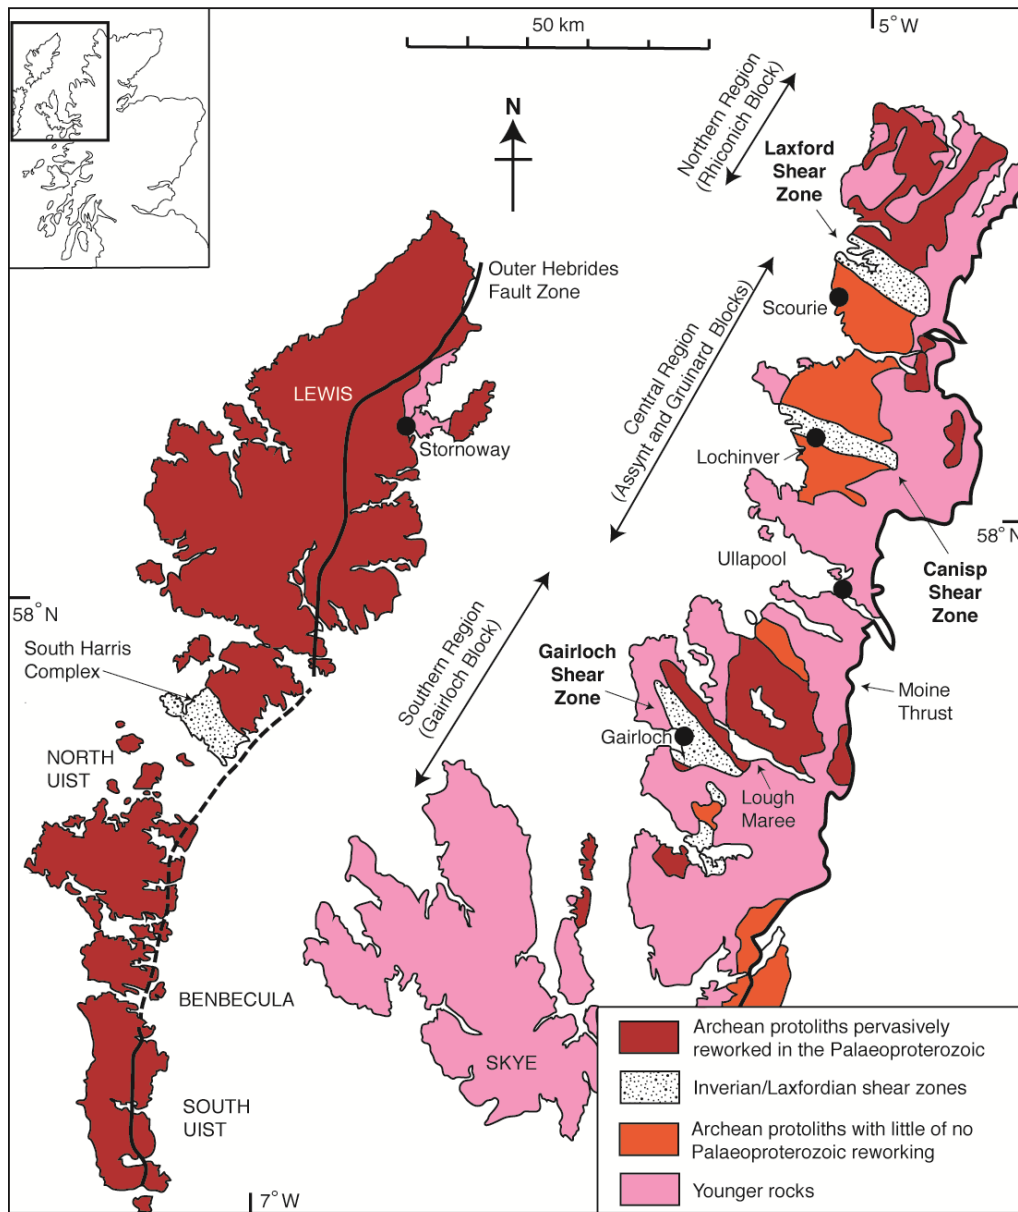 50 km
5°W
N
Northern Region
(Rhiconich Block)
Laxford
Shear
Zone
Outer Hebrides
Fault Zone
Scourie
Central Region
(Assynt and Gruinard Blocks)
LEWIS
Stornoway
Lochinver
58°N
Ullapool
Canisp
Shear
Zone
58°N
South Harris
Complex
Southern Region
(Gairloch Block)
Gairloch
Shear
Zone
Moine
Thrust
Gairloch
NORTH
UIST
Lough
Maree
BENBECULA
SKYE
SOUTH
UIST
7°W
Archean protoliths pervasively
reworked in the Palaeoproterozoic
Inverian/Laxfordian shear zones
Archean protoliths with little of no
Palaeoproterozoic reworking
Younger rocks